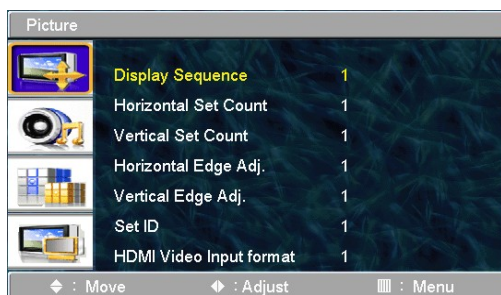 Picture
Display Sequence 1
Horizontal Set Count 1
Vertical Set Count 1
Horizontal Edge Adj. 1
Vertical Edge Adj. 1
Set ID 1
HDMI Video Input format 1
: Move : Adjust : Menu